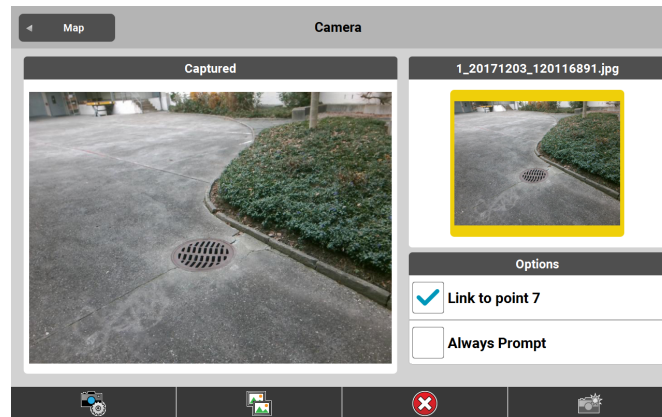 Map
Camera
Captured
1_20171203_120116891.jpg
Options
Link to point 7
Always Prompt